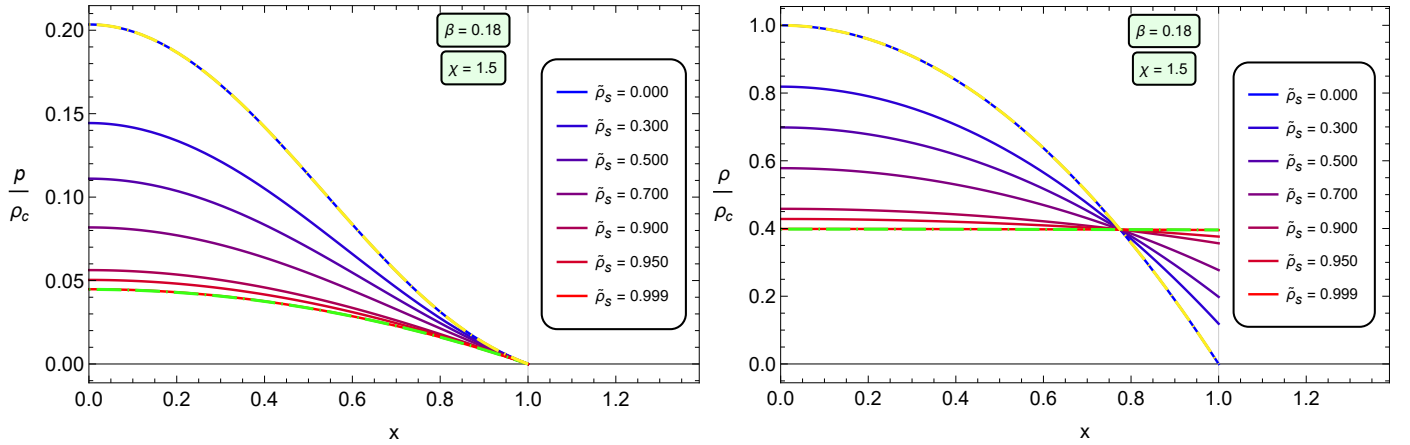 β = 0.18
χ = 1.5
0.20
0.15
0.10
0.05
0.00
p
ρc
0.0 0.2 0.4 0.6 0.8 1.0 1.2
x
ρ̃s = 0.000
ρ̃s = 0.300
ρ̃s = 0.500
ρ̃s = 0.700
ρ̃s = 0.900
ρ̃s = 0.950
ρ̃s = 0.999
β = 0.18
χ = 1.5
1.0
0.8
0.6
0.4
0.2
0.0
ρ
ρc
0.0 0.2 0.4 0.6 0.8 1.0 1.2
x
ρ̃s = 0.000
ρ̃s = 0.300
ρ̃s = 0.500
ρ̃s = 0.700
ρ̃s = 0.900
ρ̃s = 0.950
ρ̃s = 0.999